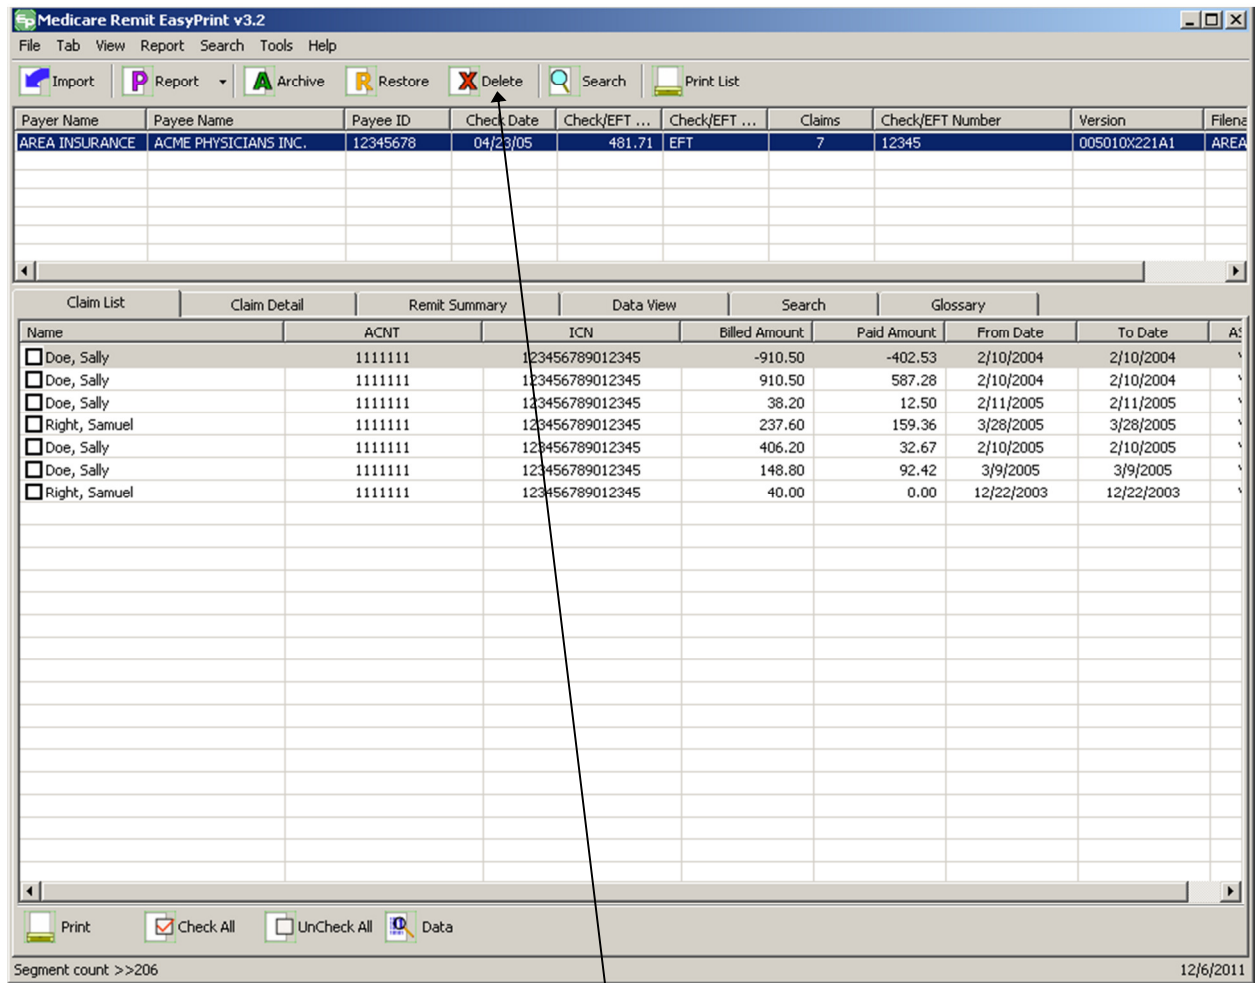 Medicare Remit EasyPrint v3.2
File Tab View Report Search Tools Help
Import Report Archive Restore Delete Search Print List
Payer Name Payee Name Payee ID Check Date Check/EFT ... Check/EFT ... Claims Check/EFT Number Version Filena
AREA INSURANCE ACME PHYSICIANS INC. 12345678 04/23/05 481.71 EFT 7 12345 005010X221A1 AREA
Claim List Claim Detail Remit Summary Data View Search Glossary
Name ACNT ICN Billed Amount Paid Amount From Date To Date AS
Doe, Sally 1111111 123456789012345 -910.50 -402.53 2/10/2004 2/10/2004
Doe, Sally 1111111 123456789012345 910.50 587.28 2/10/2004 2/10/2004
Doe, Sally 1111111 123456789012345 38.20 12.50 2/11/2005 2/11/2005
Right, Samuel 1111111 123456789012345 237.60 159.36 3/28/2005 3/28/2005
Doe, Sally 1111111 123456789012345 406.20 32.67 2/10/2005 2/10/2005
Doe, Sally 1111111 123456789012345 148.80 92.42 3/9/2005 3/9/2005
Right, Samuel 1111111 123456789012345 40.00 0.00 12/22/2003 12/22/2003
Print Check All UnCheck All Data
Segment count >>206 12/6/2011